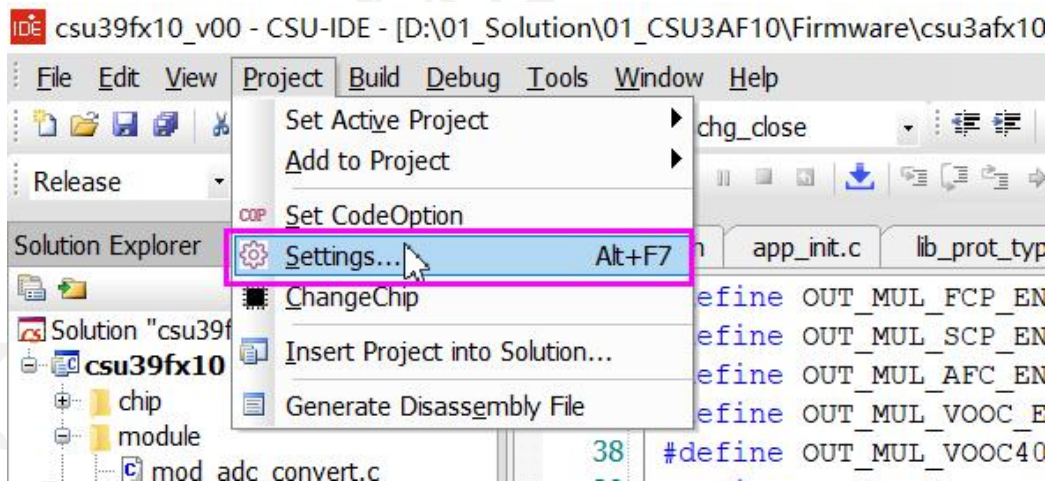 IDE csu39fx10_v00 - CSU-IDE - [D:\01_Solution\01_CSU3AF10\Firmware\csu3afx10
File Edit View Project Build Debug Tools Window Help
Set Active Project
chg_close
Add to Project
Release
COP Set CodeOption
Solution Explorer
Settings... Alt+F7
app_init.c lib_prot_typ
ChangeChip
efine OUT_MUL_FCP_EN
Solution "csu39f
efine OUT_MUL_SCP_EN
csu39fx10
Insert Project into Solution...
efine OUT_MUL_AFC_EN
chip
Generate Disassembly File
efine OUT_MUL_VOOC_E
module
38 #define OUT_MUL_VOOC40
mod_adc_convert.c